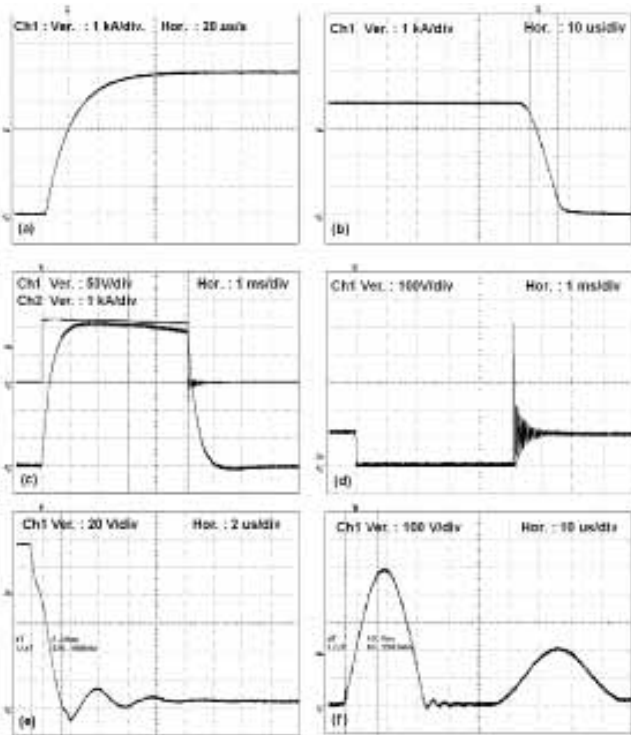 Ch1 : Ver. : 1 kA/div. Hor. : 20 us/s
(a)
Ch1 Ver. : 1 kA/div Hor. : 10 us/div
(b)
Ch1 Ver. : 50V/div Hor. : 1 ms/div
Ch2 Ver. : 1 kA/div
(c)
Ch1 Ver. : 100V/div Hor. : 1 ms/div
(d)
Ch1 Ver. : 20 V/div Hor. : 2 us/div
(e)
Ch1 Ver. : 100 V/div Hor. : 10 us/div
(f)